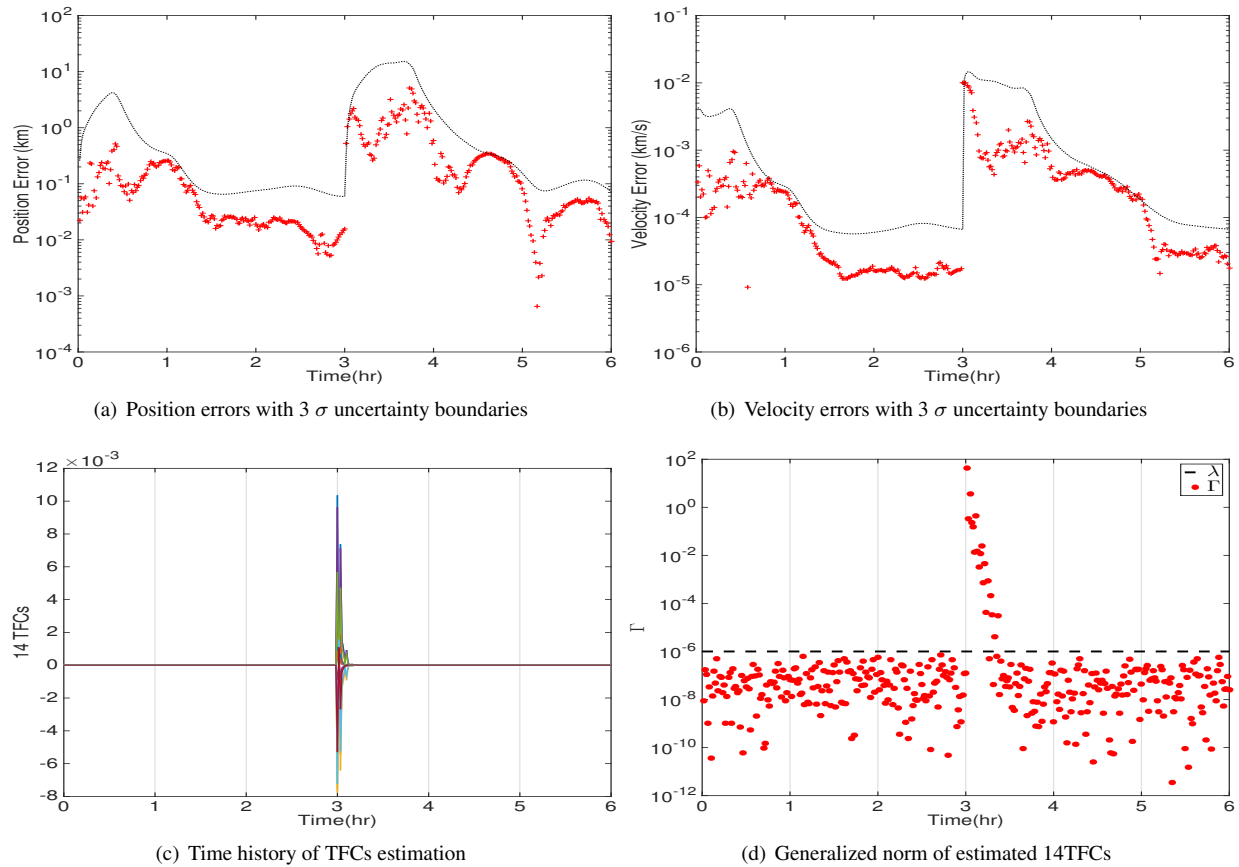 10^2
10^1
10^0
10^-1
10^-2
10^-3
10^-4
Position Error (km)
0 1 2 3 4 5 6
Time(hr)
(a) Position errors with 3 σ uncertainty boundaries
10^-1
10^-2
10^-3
10^-4
10^-5
10^-6
Velocity Error (km/s)
0 1 2 3 4 5 6
Time(hr)
(b) Velocity errors with 3 σ uncertainty boundaries
×10^-3
12
10
8
6
4
2
0
-2
-4
-6
-8
14 TFCs
0 1 2 3 4 5 6
Time(hr)
(c) Time history of TFCs estimation
10^2
10^0
10^-2
10^-4
10^-6
10^-8
10^-10
10^-12
Γ
λ
Γ
0 1 2 3 4 5 6
Time(hr)
(d) Generalized norm of estimated 14TFCs